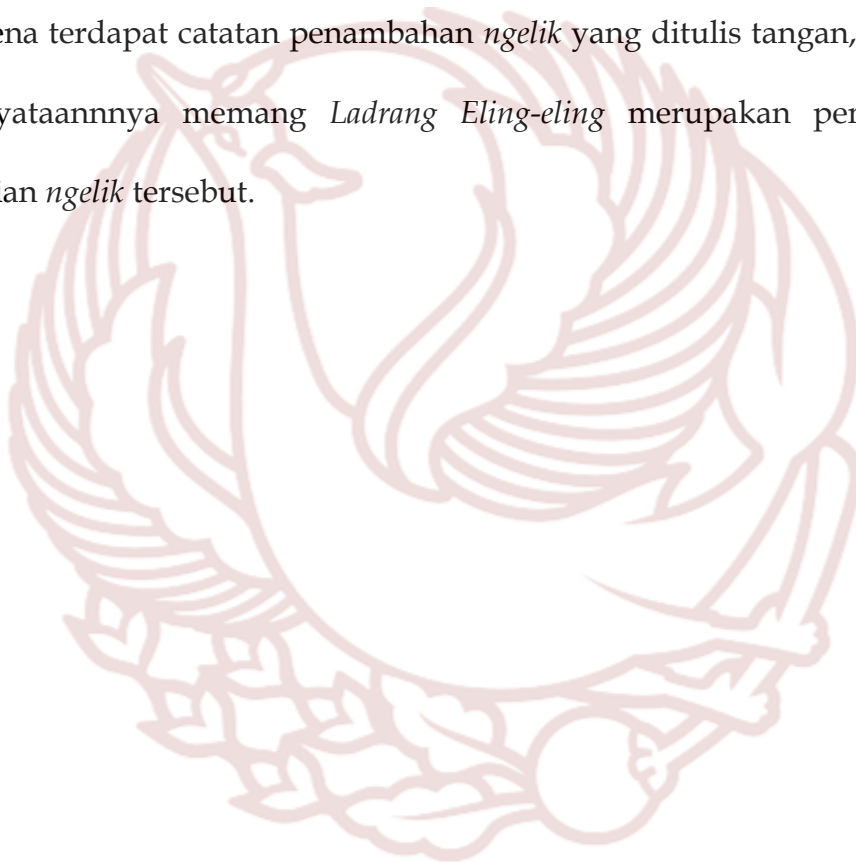 ena terdapat catatan penambahan ngelik yang ditulis tangan,
yataannnya memang Ladrang Eling-eling merupakan per
ian ngelik tersebut.